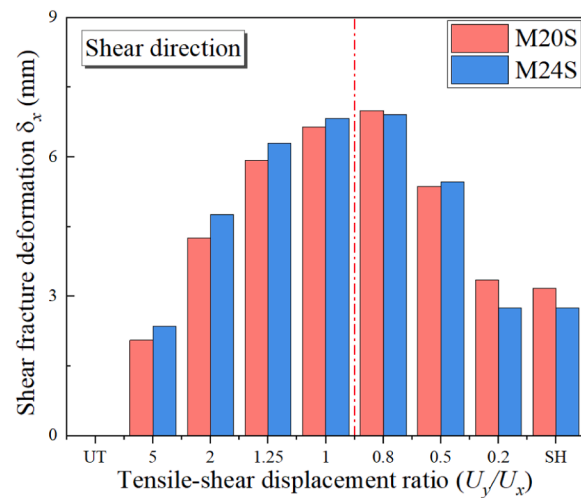 Shear direction
M20S
M24S
Shear fracture deformation δx (mm)
9
6
3
0
UT 5 2 1.25 1 0.8 0.5 0.2 SH
Tensile-shear displacement ratio (Uy/Ux)